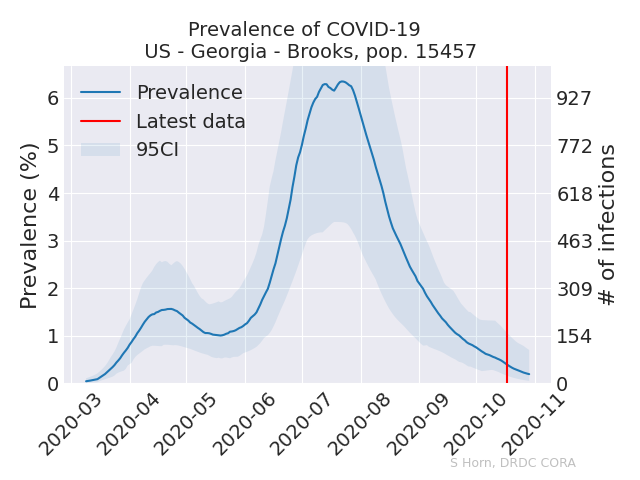 Prevalence of COVID-19
US - Georgia - Brooks, pop. 15457
Prevalence
Latest data
95CI
Prevalence (%)
6
5
4
3
2
1
0
927
772
618
463
309
154
0
# of infections
2020-03
2020-04
2020-05
2020-06
2020-07
2020-08
2020-09
2020-10
2020-11
S Horn, DRDC CORA